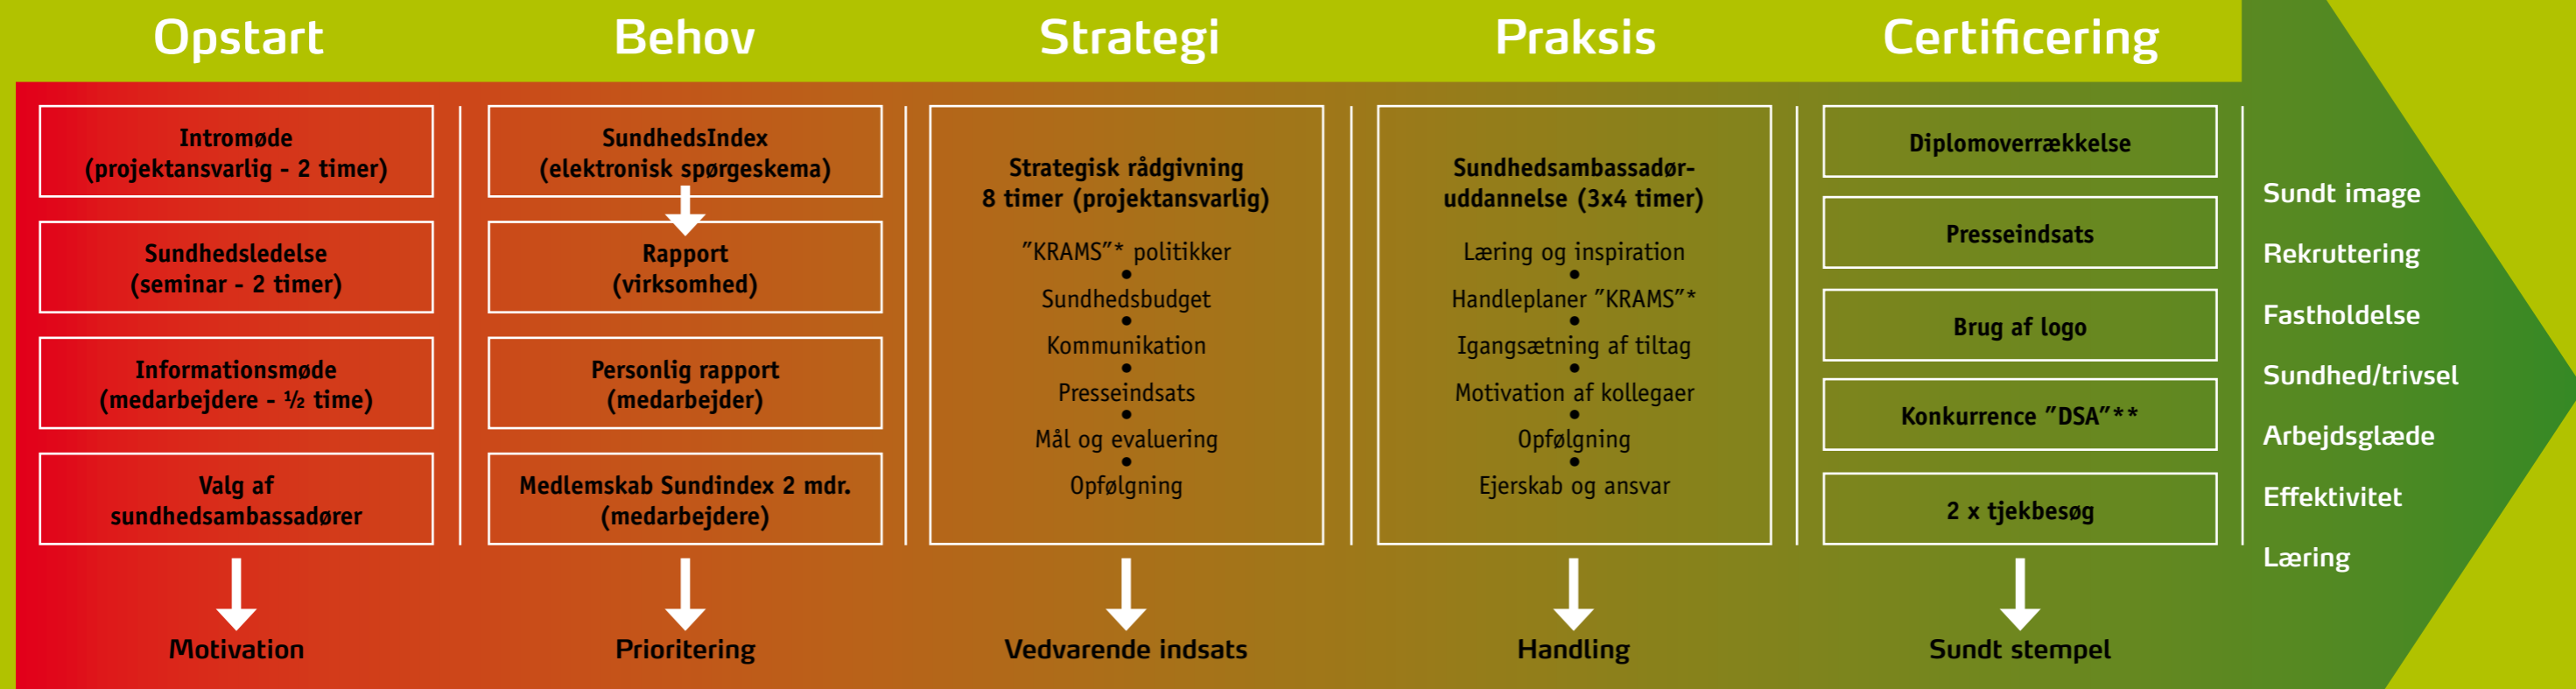 Opstart
Intromøde
(projektansvarlig - 2 timer)
Sundhedsledelse
(seminar - 2 timer)
Informationsmøde
(medarbejdere - ½ time)
Valg af
sundhedsambassadører
Motivation
Behov
SundhedsIndex
(elektronisk spørgeskema)
Rapport
(virksomhed)
Personlig rapport
(medarbejder)
Medlemskab Sundindex 2 mdr.
(medarbejdere)
Prioritering
Strategi
Strategisk rådgivning
8 timer (projektansvarlig)
”KRAMS”* politikker
•
Sundhedsbudget
•
Kommunikation
•
Presseindsats
•
Mål og evaluering
•
Opfølgning
Vedvarende indsats
Praksis
Sundhedsambassadør-
uddannelse (3x4 timer)
Læring og inspiration
•
Handleplaner ”KRAMS”*
•
Igangsætning af tiltag
•
Motivation af kollegaer
•
Opfølgning
•
Ejerskab og ansvar
Handling
Certificering
Diplomoverrækkelse
Presseindsats
Brug af logo
Konkurrence ”DSA”**
2 x tjekbesøg
Sundt stempel
Sundt image
Rekruttering
Fastholdelse
Sundhed/trivsel
Arbejdsglæde
Effektivitet
Læring